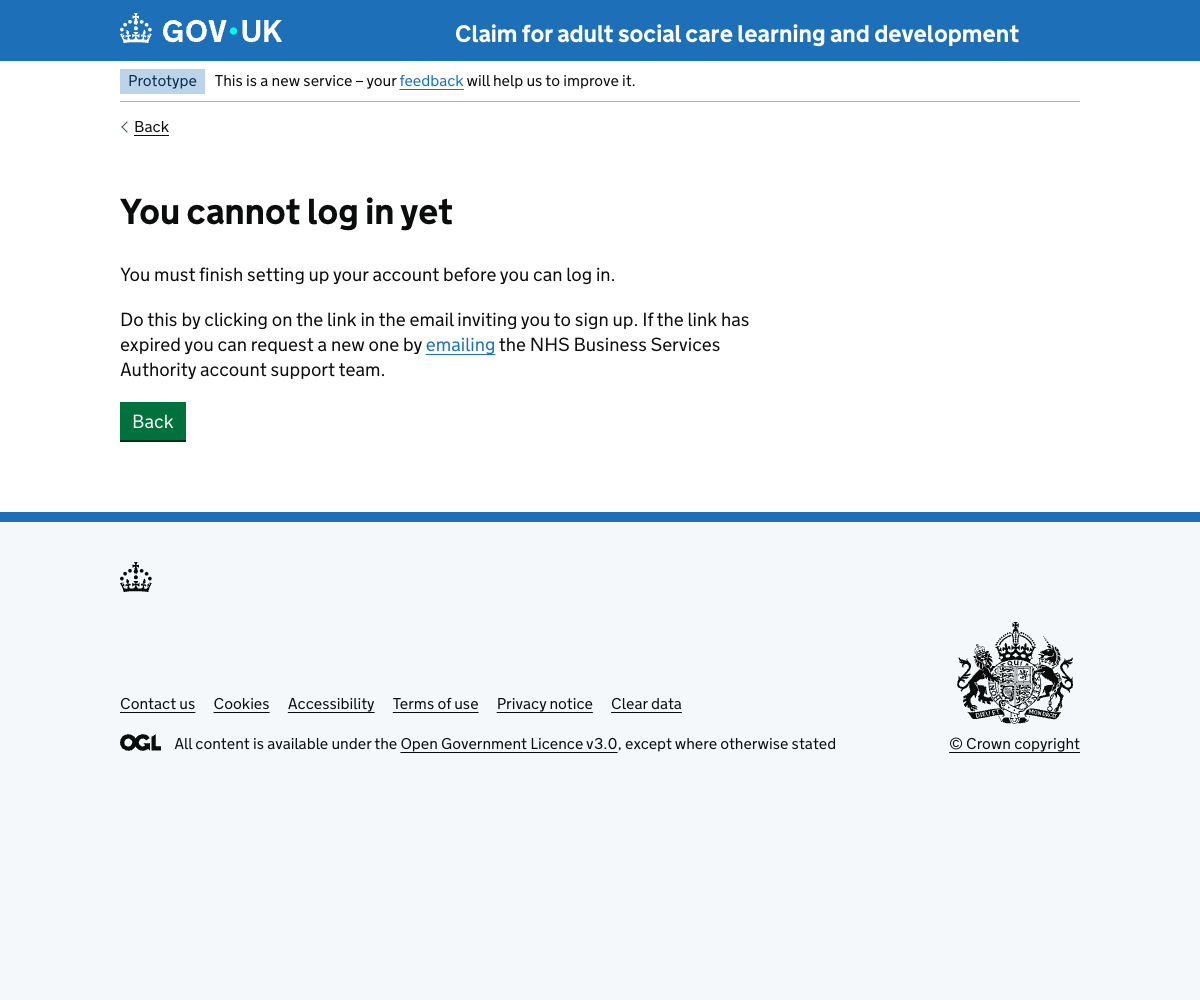 GOV•UK
Claim for adult social care learning and development
Prototype
This is a new service – your feedback will help us to improve it.
Back
You cannot log in yet
You must finish setting up your account before you can log in.
Do this by clicking on the link in the email inviting you to sign up. If the link has
expired you can request a new one by emailing the NHS Business Services
Authority account support team.
Back
Contact us Cookies Accessibility Terms of use Privacy notice Clear data
OGL All content is available under the Open Government Licence v3.0, except where otherwise stated
© Crown copyright